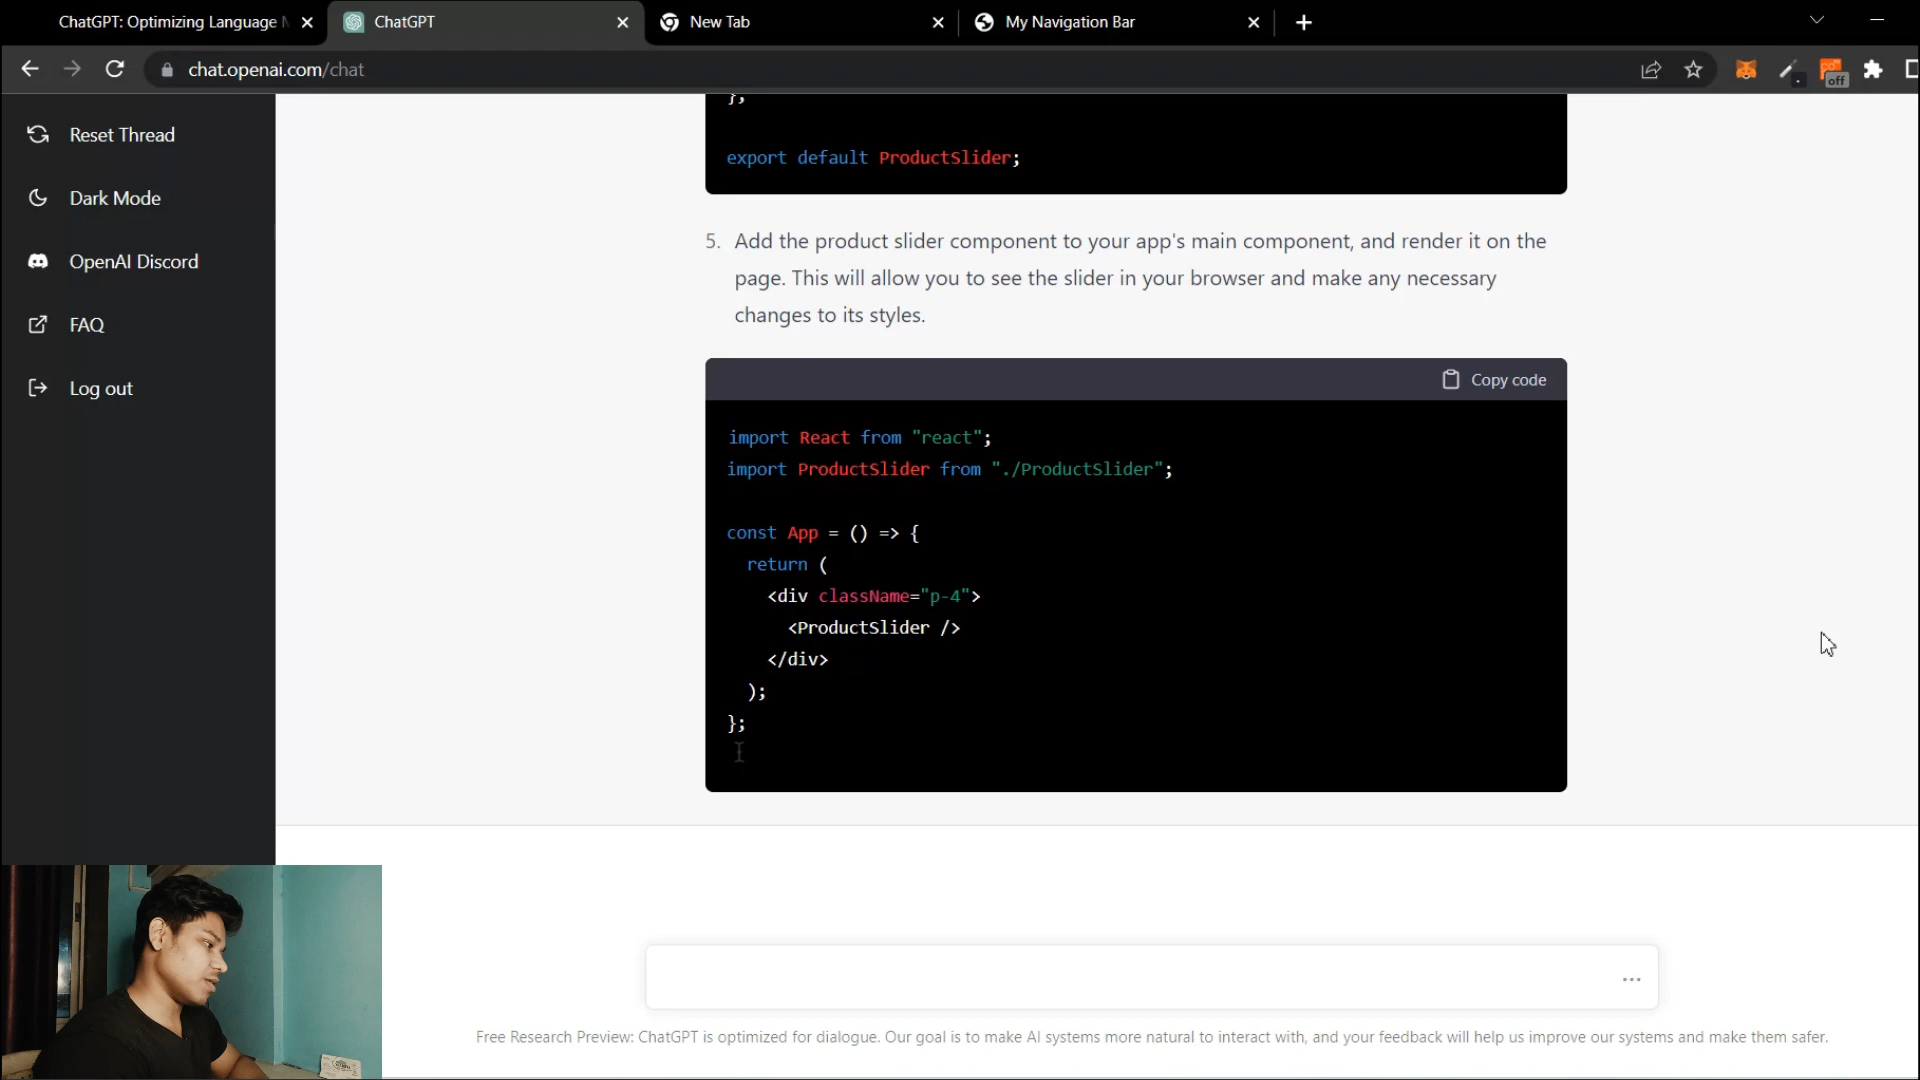 ChatGPT: Optimizing Language
ChatGPT
New Tab
My Navigation Bar
chat.openai.com/chat
off
Reset Thread
Dark Mode
OpenAI Discord
FAQ
Log out
};
export default ProductSlider;
5. Add the product slider component to your app's main component, and render it on the
page. This will allow you to see the slider in your browser and make any necessary
changes to its styles.
Copy code
import React from "react";
import ProductSlider from "./ProductSlider";
const App = () => {
return (
<div className="p-4">
<ProductSlider />
</div>
);
};
Free Research Preview: ChatGPT is optimized for dialogue. Our goal is to make AI systems more natural to interact with, and your feedback will help us improve our systems and make them safer.